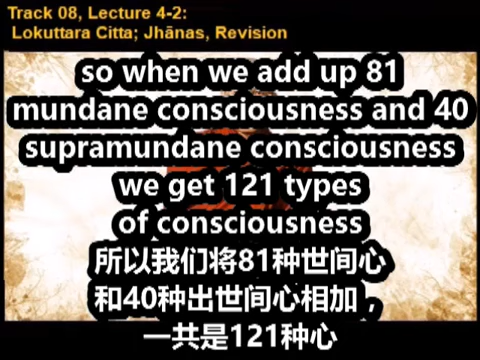 Track 08, Lecture 4-2:
Lokuttara Citta; Jhānas, Revision
so when we add up 81
mundane consciousness and 40
supramundane consciousness
we get 121 types
of consciousness
所以我们将81种世间心
和40种出世间心相加，
一共是121种心